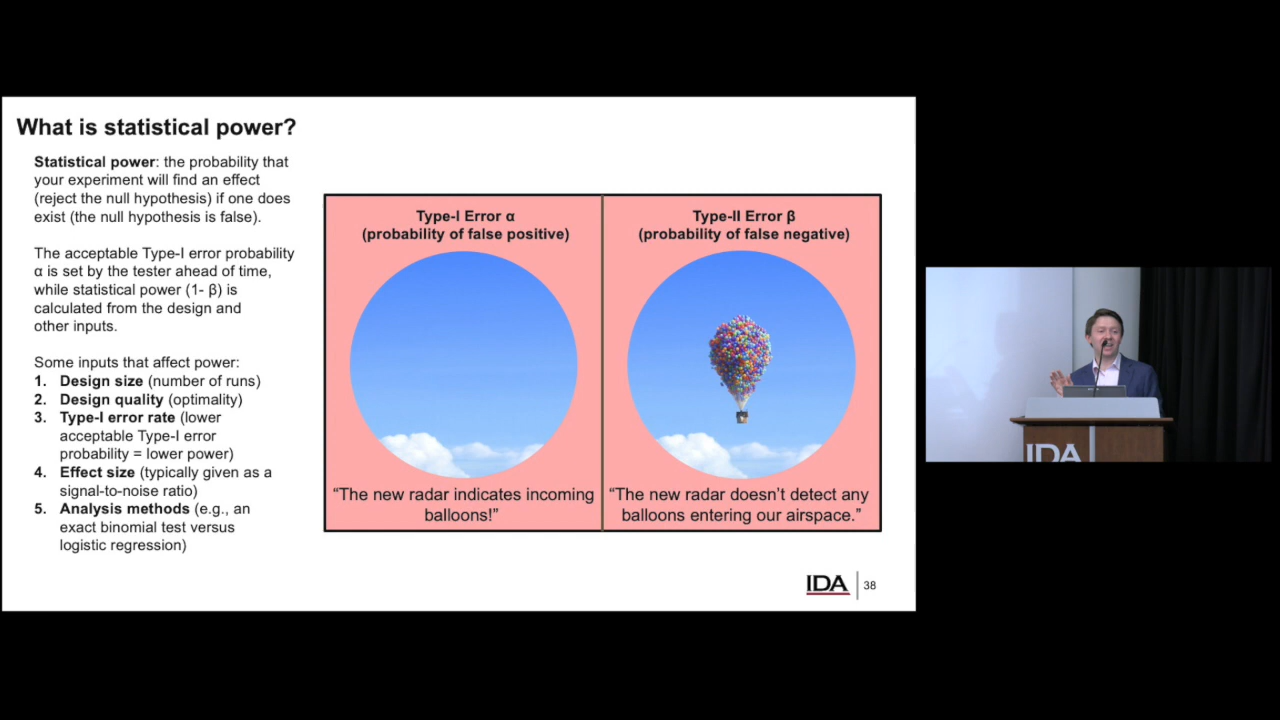 What is statistical power?
Statistical power: the probability that
your experiment will find an effect
(reject the null hypothesis) if one does
exist (the null hypothesis is false).
The acceptable Type-I error probability
α is set by the tester ahead of time,
while statistical power (1- β) is
calculated from the design and
other inputs.
Some inputs that affect power:
1. Design size (number of runs)
2. Design quality (optimality)
3. Type-I error rate (lower
acceptable Type-I error
probability = lower power)
4. Effect size (typically given as a
signal-to-noise ratio)
5. Analysis methods (e.g., an
exact binomial test versus
logistic regression)
Type-I Error α
(probability of false positive)
“The new radar indicates incoming
balloons!”
Type-II Error β
(probability of false negative)
“The new radar doesn’t detect any
balloons entering our airspace.”
IDA
38
IDA